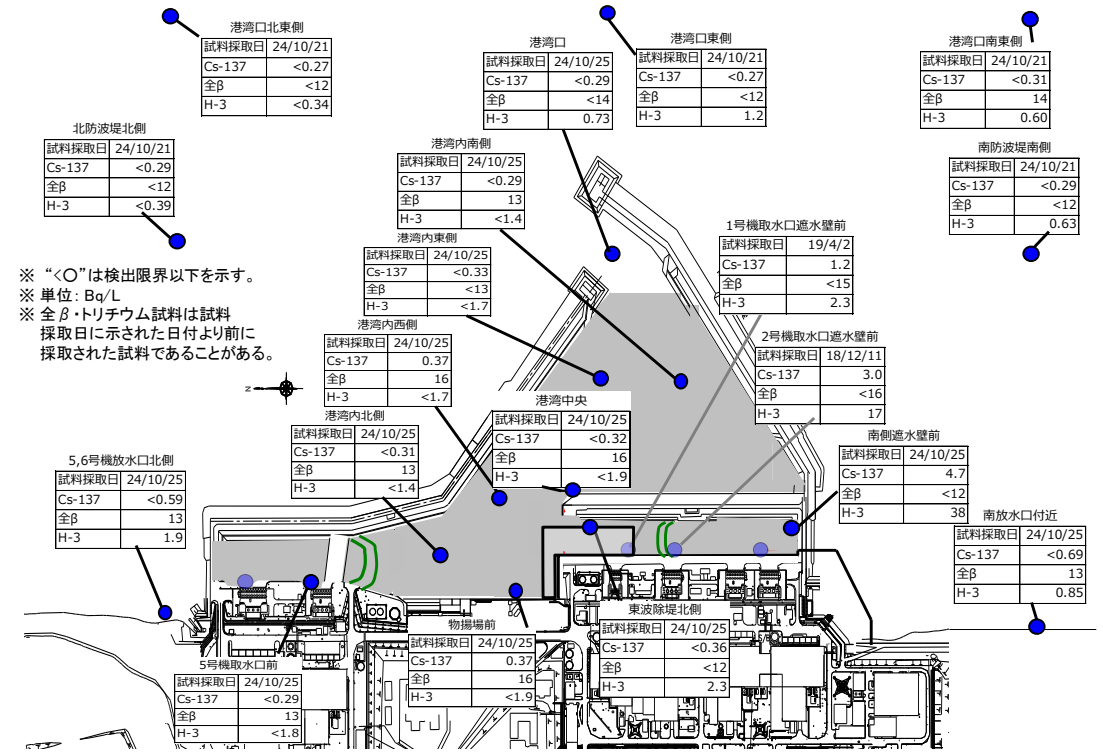 港湾口北東側
試料採取日 24/10/21
Cs-137 <0.27
全β <12
H-3 <0.34
港湾口
試料採取日 24/10/25
Cs-137 <0.29
全β <14
H-3 0.73
港湾口東側
試料採取日 24/10/21
Cs-137 <0.27
全β <12
H-3 1.2
港湾口南東側
試料採取日 24/10/21
Cs-137 <0.31
全β 14
H-3 0.60
北防波堤北側
試料採取日 24/10/21
Cs-137 <0.29
全β <12
H-3 <0.39
港湾内南側
試料採取日 24/10/25
Cs-137 <0.29
全β 13
H-3 <1.4
南防波堤南側
試料採取日 24/10/21
Cs-137 <0.29
全β <12
H-3 0.63
港湾内東側
試料採取日 24/10/25
Cs-137 <0.33
全β <13
H-3 <1.7
1号機取水口遮水壁前
試料採取日 19/4/2
Cs-137 1.2
全β <15
H-3 2.3
※ “<○”は検出限界以下を示す。
※ 単位: Bq/L
※ 全β・トリチウム試料は試料
採取日に示された日付より前に
採取された試料であることがある。
N
港湾内西側
試料採取日 24/10/25
Cs-137 0.37
全β 16
H-3 <1.7
2号機取水口遮水壁前
試料採取日 18/12/11
Cs-137 3.0
全β <16
H-3 17
港湾中央
試料採取日 24/10/25
Cs-137 <0.32
全β 16
H-3 <1.9
港湾内北側
試料採取日 24/10/25
Cs-137 <0.31
全β 13
H-3 <1.4
南側遮水壁前
試料採取日 24/10/25
Cs-137 4.7
全β <12
H-3 38
5,6号機放水口北側
試料採取日 24/10/25
Cs-137 <0.59
全β 13
H-3 1.9
南放水口付近
試料採取日 24/10/25
Cs-137 <0.69
全β 13
H-3 0.85
東波除堤北側
試料採取日 24/10/25
Cs-137 <0.36
全β <12
H-3 2.3
物揚場前
試料採取日 24/10/25
Cs-137 0.37
全β 16
H-3 <1.9
5号機取水口前
試料採取日 24/10/25
Cs-137 <0.29
全β 13
H-3 <1.8